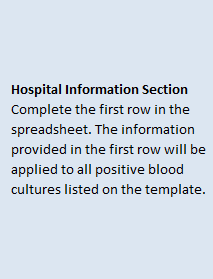 Hospital Information Section
Complete the first row in the
spreadsheet. The information
provided in the first row will be
applied to all positive blood
cultures listed on the template.